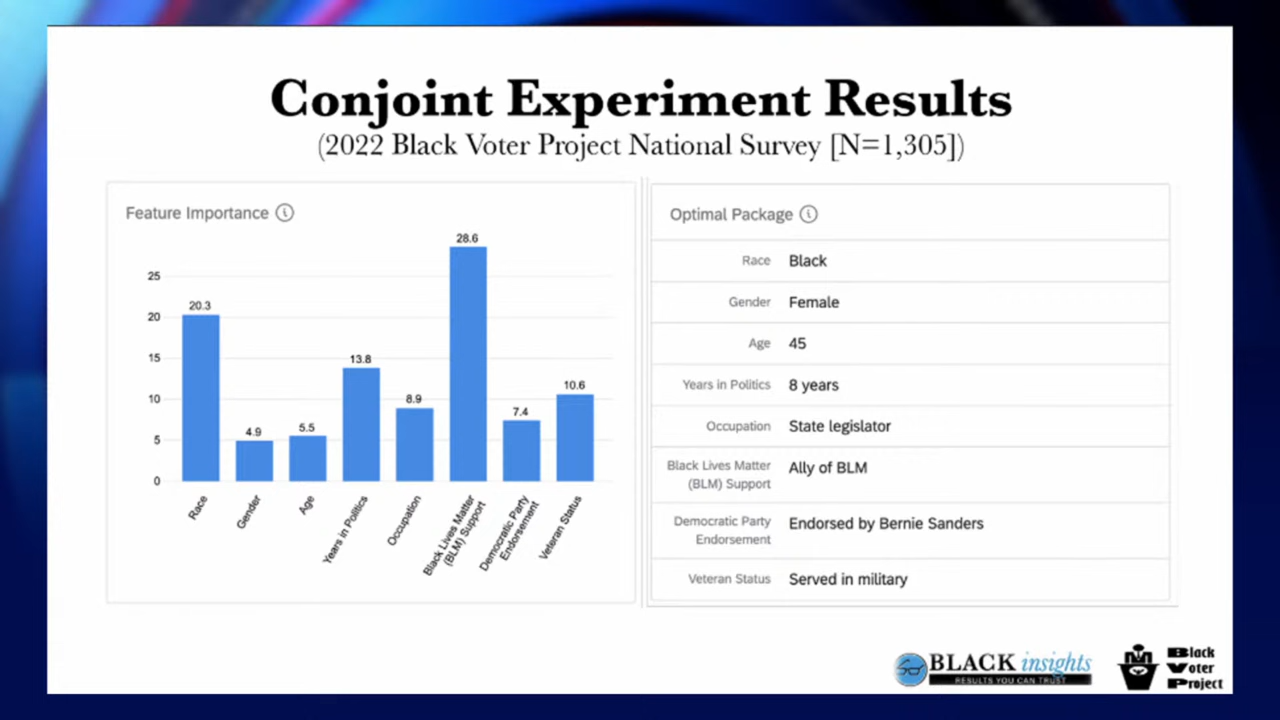 Conjoint Experiment Results
(2022 Black Voter Project National Survey [N=1,305])
Feature Importance
28.6
25
20.3
20
15
13.8
10.6
10
8.9
7.4
5.5
4.9
5
0
Race
Gender
Age
Years in Politics
Occupation
Black Lives Matter
(BLM) Support
Democratic Party
Endorsement
Veteran Status
Optimal Package
Race Black
Gender Female
Age 45
Years in Politics 8 years
Occupation State legislator
Black Lives Matter
(BLM) Support
Ally of BLM
Democratic Party
Endorsement
Endorsed by Bernie Sanders
Veteran Status Served in military
BLACK insights
RESULTS YOU CAN TRUST
Black
Voter
Project